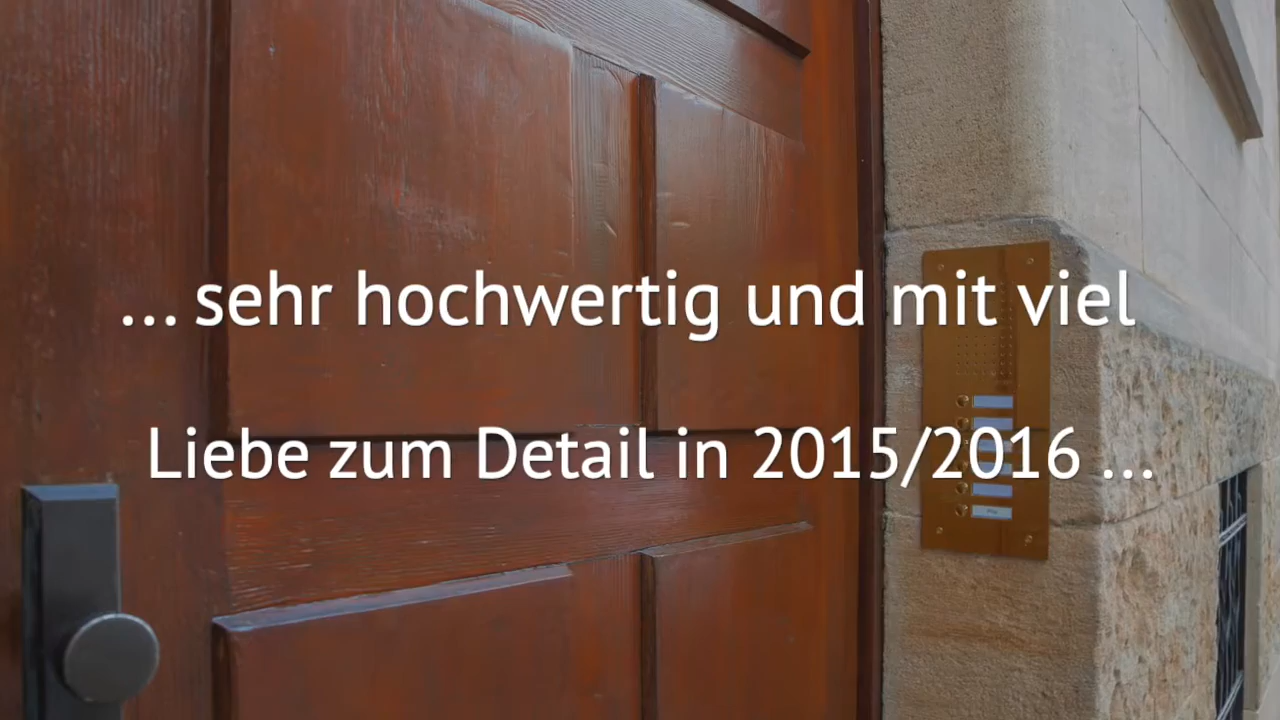 ... sehr hochwertig und mit viel
Liebe zum Detail in 2015/2016 ...